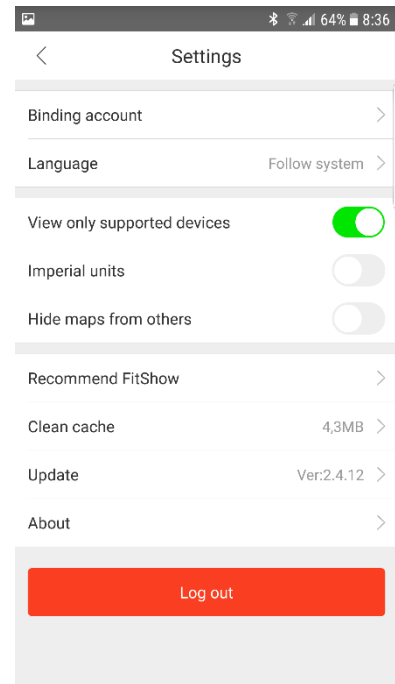 64% 8:36
Settings
Binding account
Language Follow system
View only supported devices
Imperial units
Hide maps from others
Recommend FitShow
Clean cache 4,3MB
Update Ver:2.4.12
About
Log out